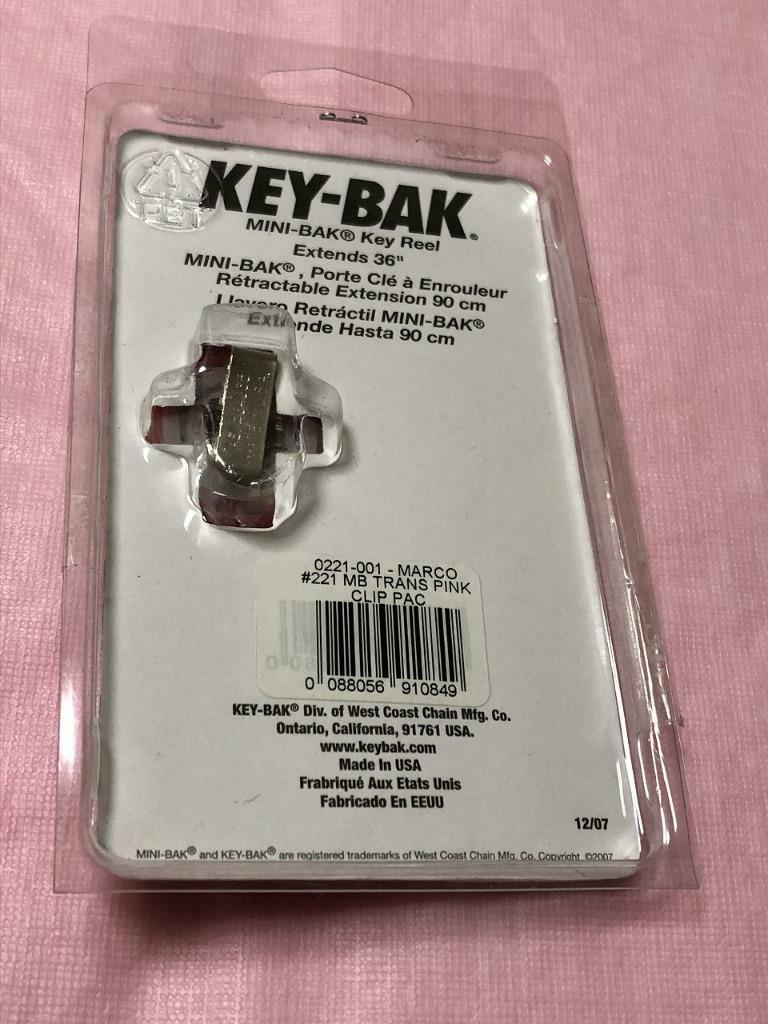 1
PET
KEY-BAK®
MINI-BAK® Key Reel
Extends 36"
MINI-BAK® , Porte Clé à Enrouleur
Rétractable Extension 90 cm
Llavero Retráctil MINI-BAK®
Extiende Hasta 90 cm
0221-001 - MARCO
#221 MB TRANS PINK
CLIP PAC
0 088056 910849
KEY-BAK® Div. of West Coast Chain Mfg. Co.
Ontario, California, 91761 USA.
www.keybak.com
Made In USA
Frabriqué Aux Etats Unis
Fabricado En EEUU
12/07
MINI-BAK® and KEY-BAK® are registered trademarks of West Coast Chain Mfg. Co. Copyright ©2007